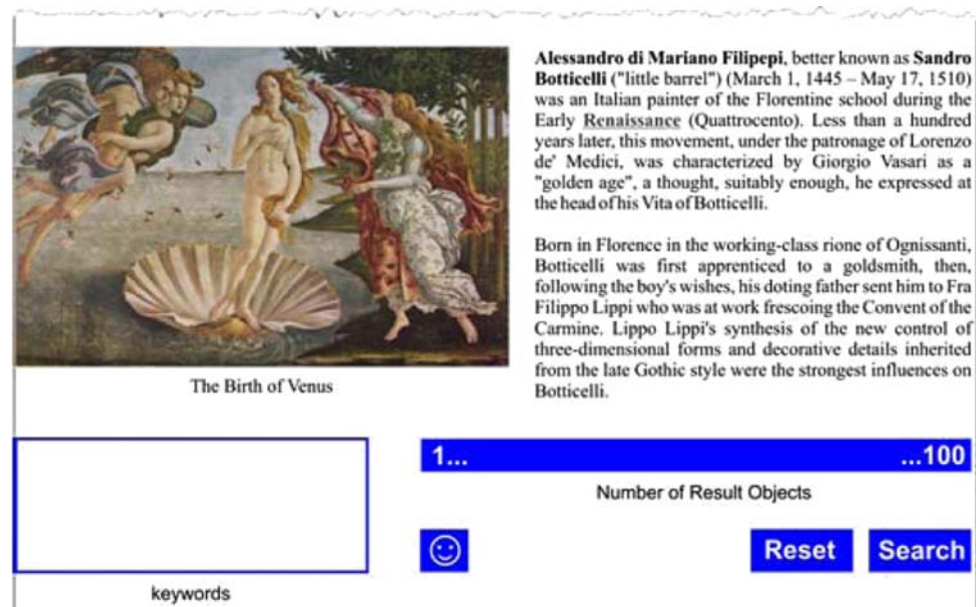 Alessandro di Mariano Filipepi, better known as Sandro
Botticelli ("little barrel") (March 1, 1445 – May 17, 1510)
was an Italian painter of the Florentine school during the
Early Renaissance (Quattrocento). Less than a hundred
years later, this movement, under the patronage of Lorenzo
de' Medici, was characterized by Giorgio Vasari as a
"golden age", a thought, suitably enough, he expressed at
the head of his Vita of Botticelli.
Born in Florence in the working-class rione of Ognissanti,
Botticelli was first apprenticed to a goldsmith, then,
following the boy's wishes, his doting father sent him to Fra
Filippo Lippi who was at work frescoing the Convent of the
Carmine. Lippo Lippi's synthesis of the new control of
three-dimensional forms and decorative details inherited
from the late Gothic style were the strongest influences on
Botticelli.
The Birth of Venus
1... ...100
Number of Result Objects
Reset Search
keywords